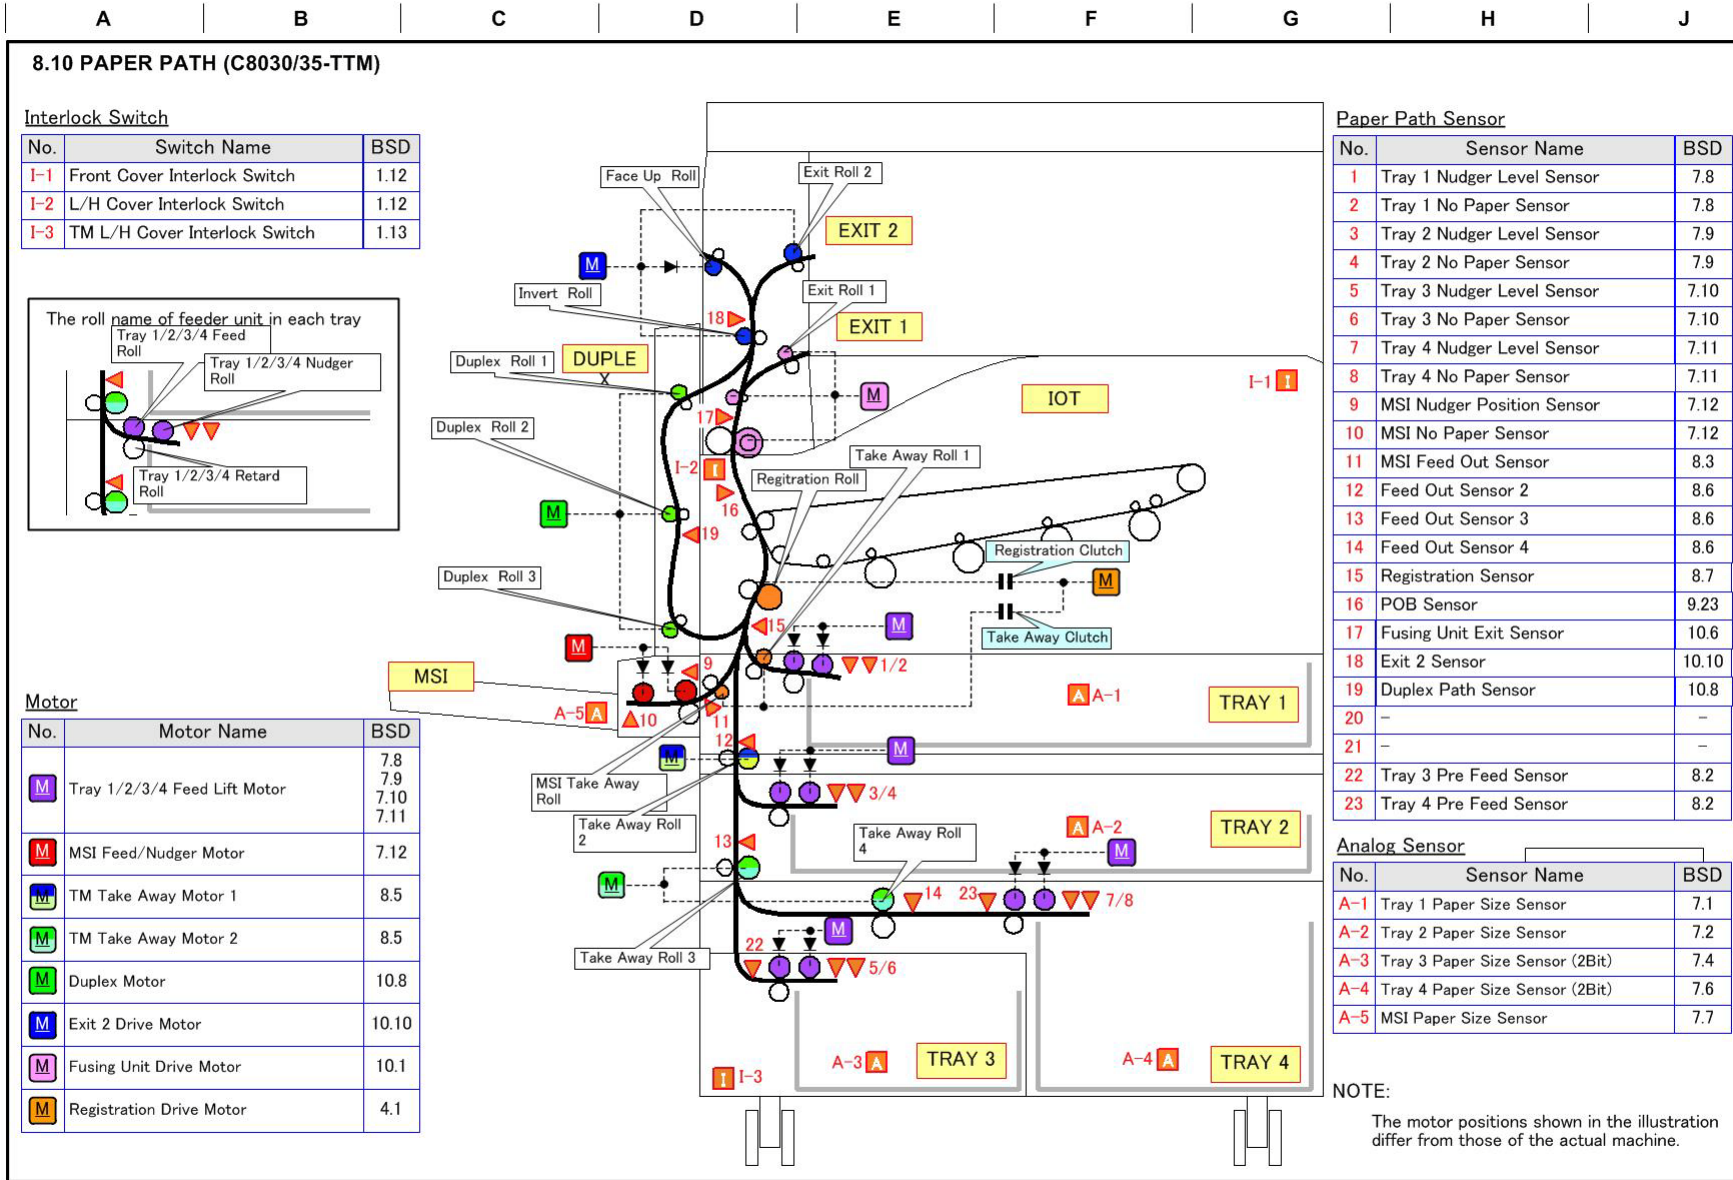 A B C D E F G H J
8.10 PAPER PATH (C8030/35-TTM)
Interlock Switch
No. Switch Name BSD
I-1 Front Cover Interlock Switch 1.12
I-2 L/H Cover Interlock Switch 1.12
I-3 TM L/H Cover Interlock Switch 1.13
The roll name of feeder unit in each tray
Tray 1/2/3/4 Feed
Roll
Tray 1/2/3/4 Nudger
Roll
Tray 1/2/3/4 Retard
Roll
Motor
No. Motor Name BSD
M Tray 1/2/3/4 Feed Lift Motor 7.8
7.9
7.10
7.11
M MSI Feed/Nudger Motor 7.12
M TM Take Away Motor 1 8.5
M TM Take Away Motor 2 8.5
M Duplex Motor 10.8
M Exit 2 Drive Motor 10.10
M Fusing Unit Drive Motor 10.1
M Registration Drive Motor 4.1
Face Up Roll
Exit Roll 2
EXIT 2
M
Invert Roll
Exit Roll 1
18
EXIT 1
Duplex Roll 1
DUPLE
X
I-1 I
M
IOT
17
Duplex Roll 2
Take Away Roll 1
I-2 I
Regitration Roll
16
M
19
Registration Clutch
Duplex Roll 3
M
15
M
Take Away Clutch
M
9
1/2
MSI
A-1
A
TRAY 1
A-5 A
10
11
12
M
M
MSI Take Away
Roll
3/4
Take Away Roll
2
Take Away Roll
4
A A-2
TRAY 2
13
M
M
14
23
7/8
M
22
Take Away Roll 3
5/6
A-3 A
TRAY 3
A-4 A
TRAY 4
I I-3
Paper Path Sensor
No. Sensor Name BSD
1 Tray 1 Nudger Level Sensor 7.8
2 Tray 1 No Paper Sensor 7.8
3 Tray 2 Nudger Level Sensor 7.9
4 Tray 2 No Paper Sensor 7.9
5 Tray 3 Nudger Level Sensor 7.10
6 Tray 3 No Paper Sensor 7.10
7 Tray 4 Nudger Level Sensor 7.11
8 Tray 4 No Paper Sensor 7.11
9 MSI Nudger Position Sensor 7.12
10 MSI No Paper Sensor 7.12
11 MSI Feed Out Sensor 8.3
12 Feed Out Sensor 2 8.6
13 Feed Out Sensor 3 8.6
14 Feed Out Sensor 4 8.6
15 Registration Sensor 8.7
16 POB Sensor 9.23
17 Fusing Unit Exit Sensor 10.6
18 Exit 2 Sensor 10.10
19 Duplex Path Sensor 10.8
20 - -
21 - -
22 Tray 3 Pre Feed Sensor 8.2
23 Tray 4 Pre Feed Sensor 8.2
Analog Sensor
No. Sensor Name BSD
A-1 Tray 1 Paper Size Sensor 7.1
A-2 Tray 2 Paper Size Sensor 7.2
A-3 Tray 3 Paper Size Sensor (2Bit) 7.4
A-4 Tray 4 Paper Size Sensor (2Bit) 7.6
A-5 MSI Paper Size Sensor 7.7
NOTE:
The motor positions shown in the illustration
differ from those of the actual machine.